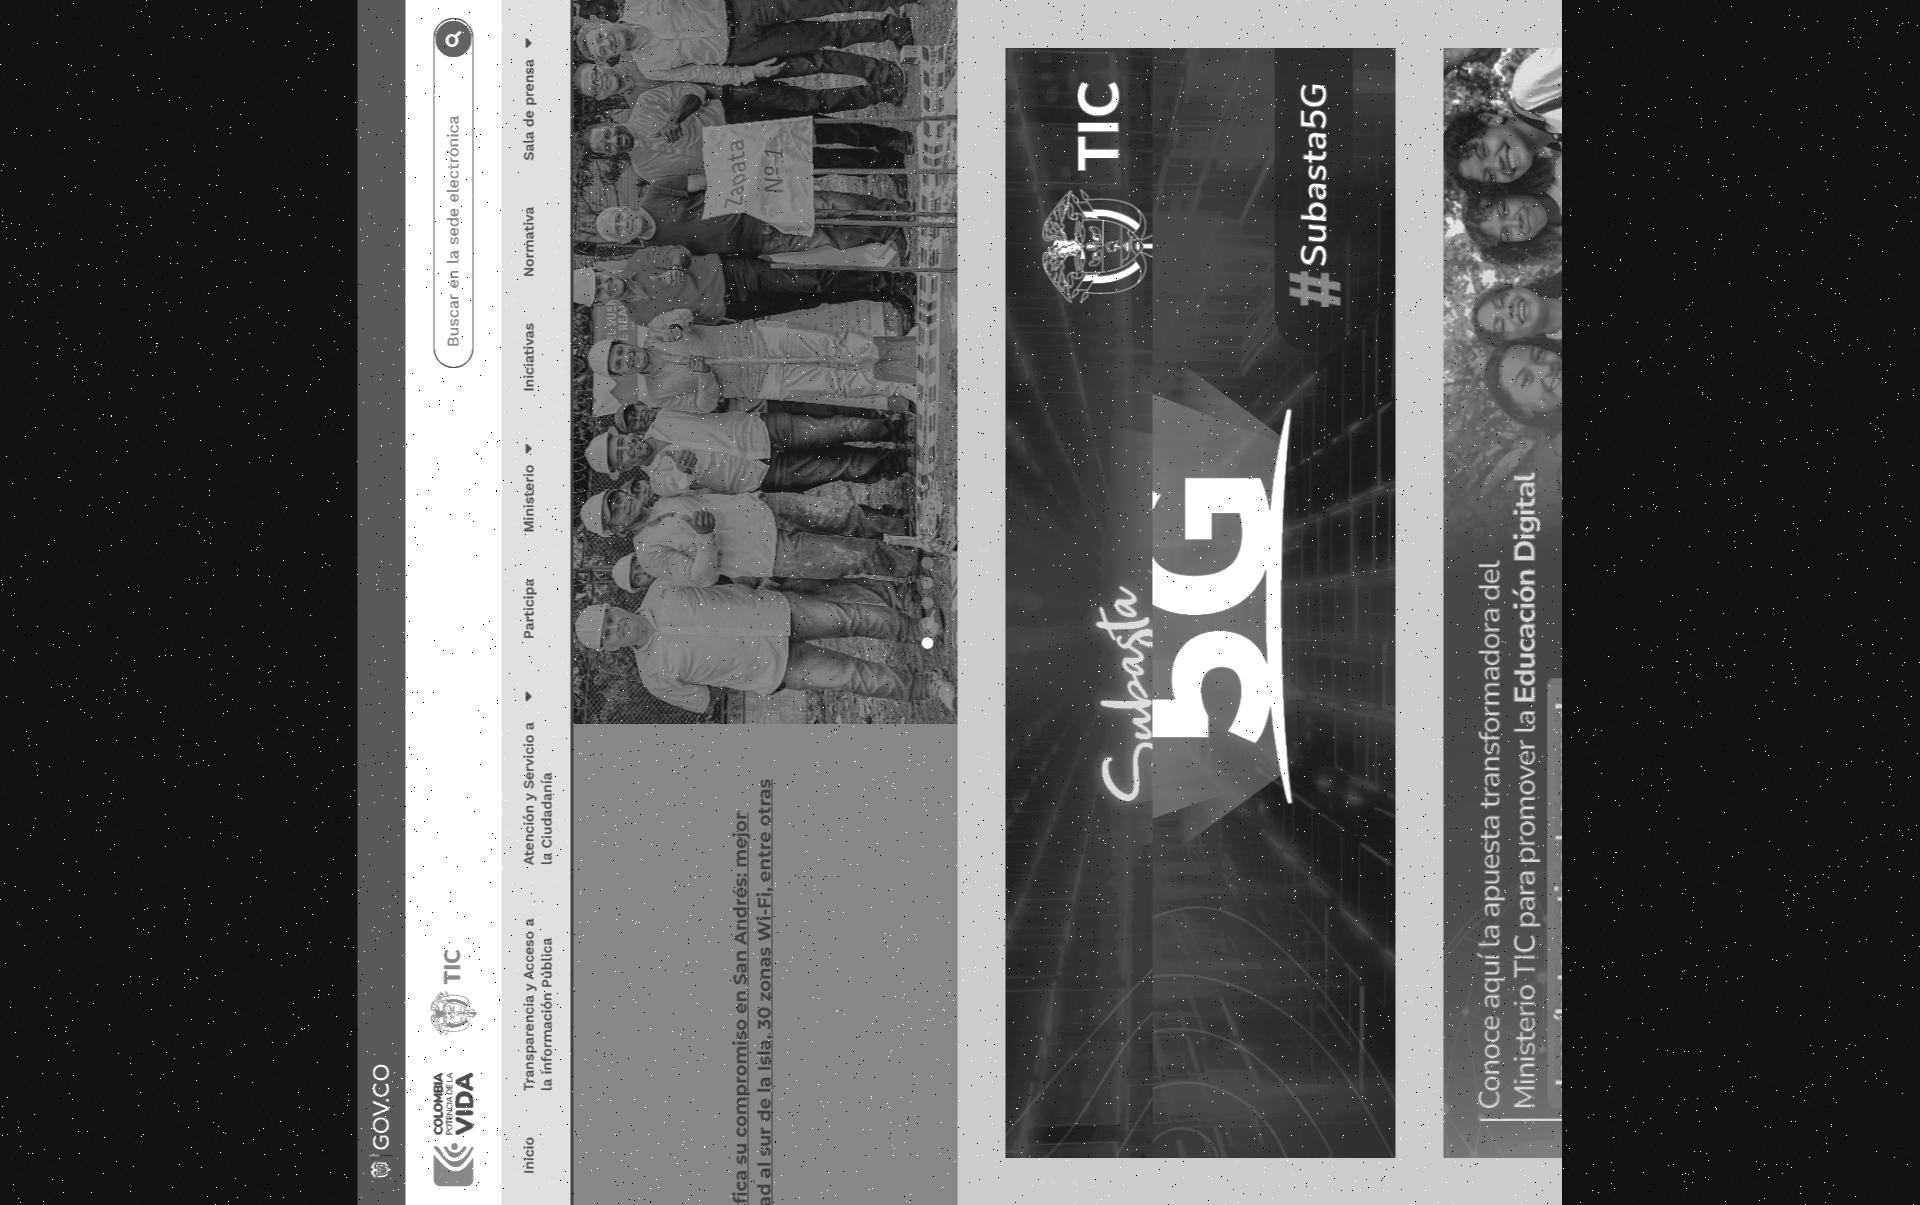 GOV.CO
COLOMBIA
POTENCIA DE LA
VIDA
TIC
Buscar en la sede electrónica
Inicio
Transparencia y Acceso a
la información Pública
Atención y Servicio a
la Ciudadanía
Participa
Ministerio
Iniciativas
Normativa
Sala de prensa
Zapata
Nº 1
fica su compromiso en San Andrés: mejor
ad al sur de la Isla, 30 zonas Wi-Fi, entre otras
TIC
Subasta
5G
#Subasta5G
Conoce aquí la apuesta transformadora del
Ministerio TIC para promover la Educación Digital